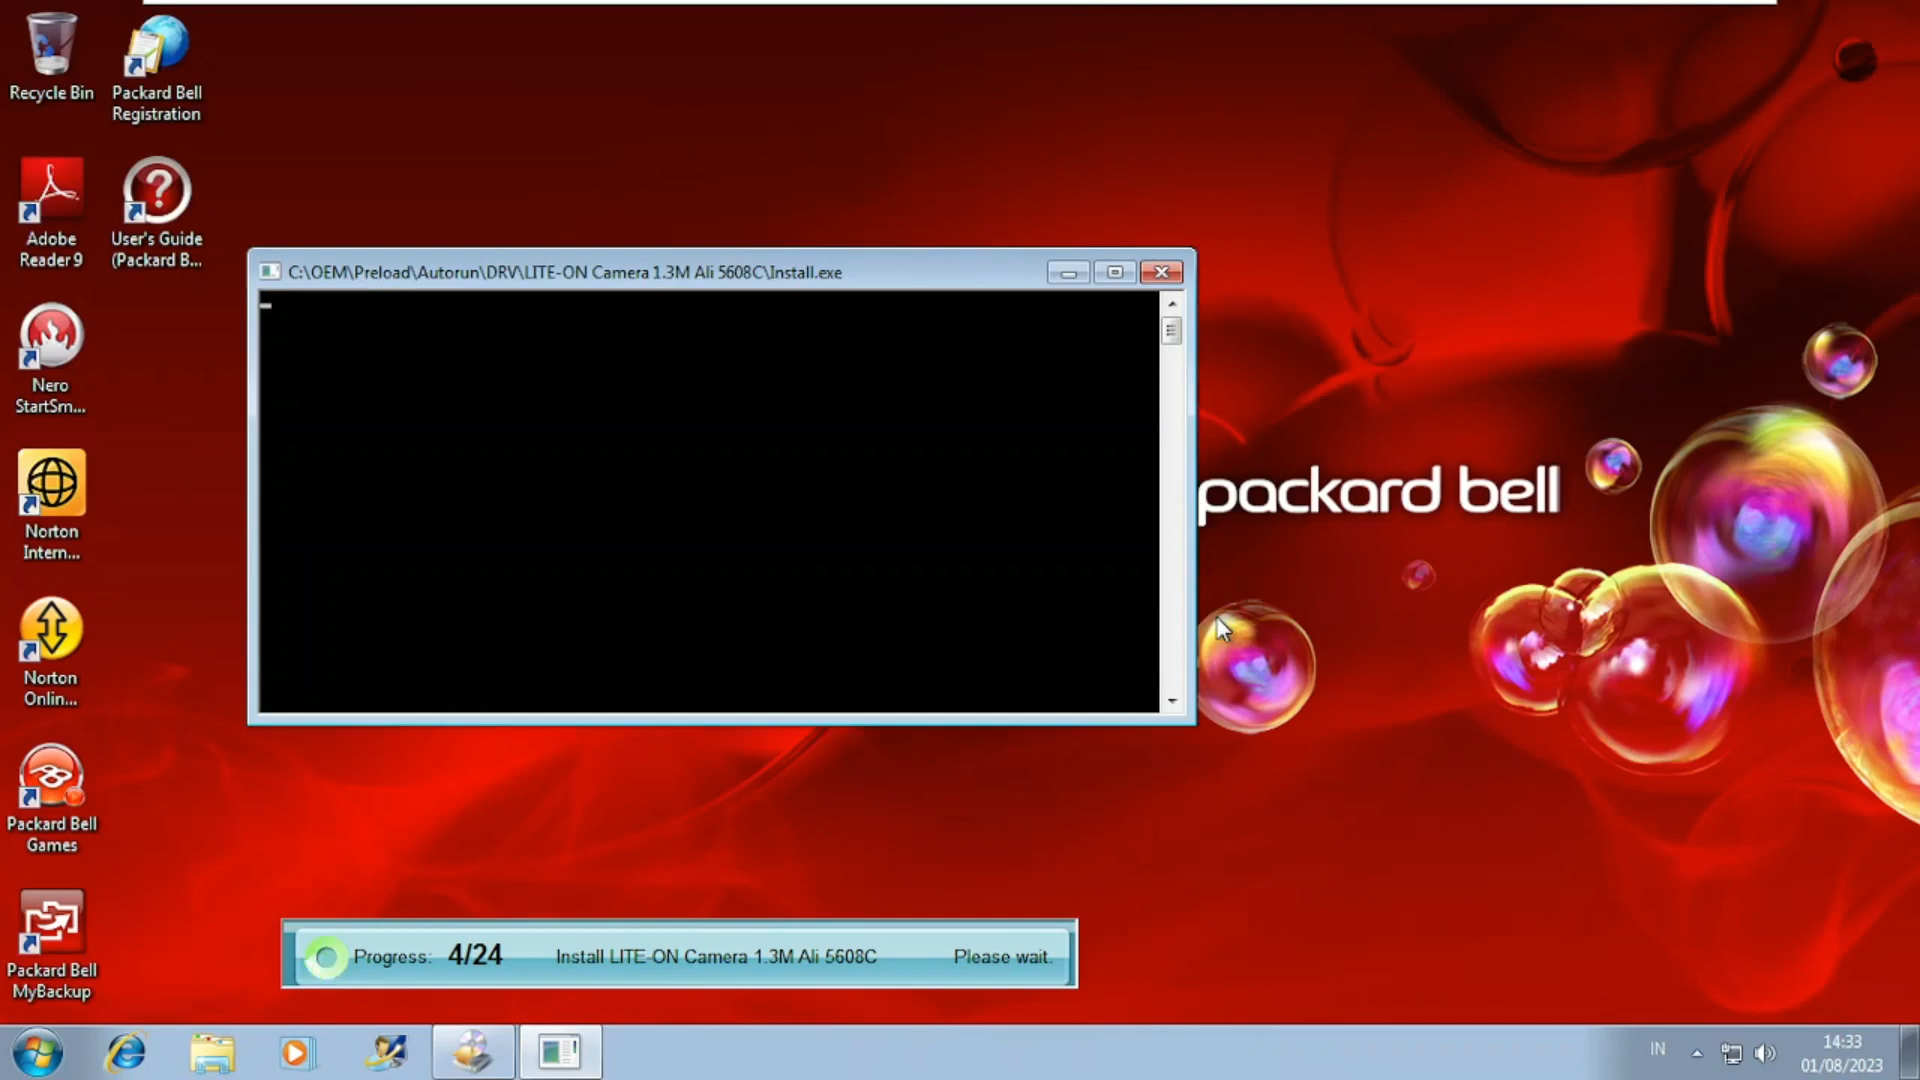 Recycle Bin
Packard Bell
Registration
Adobe
Reader 9
User's Guide
(Packard B...
Nero
StartSm...
Norton
Intern...
Norton
Onlin...
Packard Bell
Games
Packard Bell
MyBackup
C:\OEM\Preload\Autorun\DRV\LITE-ON Camera 1.3M Ali 5608C\Install.exe
packard bell
Progress: 4/24 Install LITE-ON Camera 1.3M Ali 5608C Please wait.
IN
14:33
01/08/2023